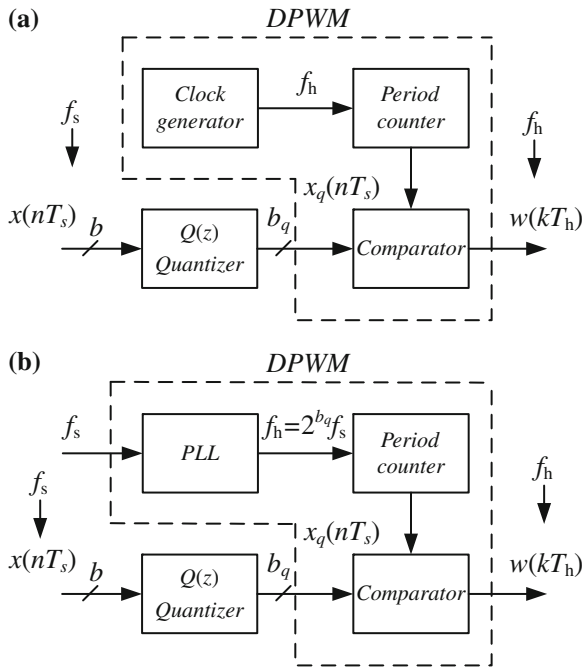 (a)
DPWM
Clock
generator
f_h
Period
counter
f_s
f_h
x(nT_s)
b
Q(z)
Quantizer
b_q
x_q(nT_s)
Comparator
w(kT_h)
(b)
DPWM
f_s
PLL
f_h=2^{b_q}f_s
Period
counter
f_s
f_h
x(nT_s)
b
Q(z)
Quantizer
b_q
x_q(nT_s)
Comparator
w(kT_h)